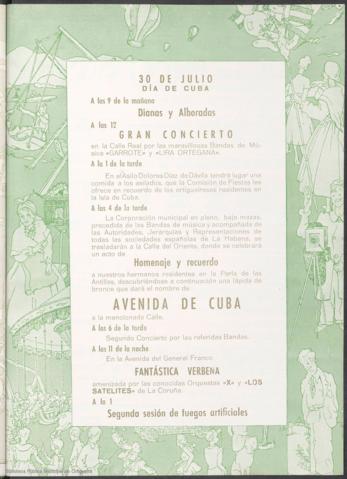 30 DE JULIO
DÍA DE CUBA
A las 9 de la mañana
Dianas y Alboradas
A las 12
GRAN CONCIERTO
en la Calle Real por las maravillosas Bandas de Mú-
sica «GARROTE» y «LIRA ORTEGANA».
A la 1 de la tarde
En el Asilo Dolores Díaz de Dávila tendrá lugar una
comida a los asilados, que la Comisión de Fiestas les
ofrece en recuerdo de los ortigueireses residentes en
la Isla de Cuba.
A las 4 de la tarde
La Corporación municipal en pleno, bajo mazas,
precedida de las Bandas de música y acompañada de
las Autoridades, Jerarquías y Representaciones de
todas las sociedades españolas de La Habana, se
trasladarán a la Calle del Oriente, donde se celebrará
un acto de
Homenaje y recuerdo
a nuestros hermanos residentes en la Perla de las
Antillas, descubriéndose a continuación una lápida de
bronce que dará el nombre de
AVENIDA DE CUBA
a la mencionada Calle.
A las 6 de la tarde
Segundo Concierto por las referidas Bandas.
A las 11 de la noche
En la Avenida del General Franco
FANTÁSTICA VERBENA
amenizada por las conocidas Orquestas «X» y «LOS
SATELITES» de La Coruña.
A la 1
Segunda sesión de fuegos artificiales
Biblioteca Pública Municipal de Ortigueira